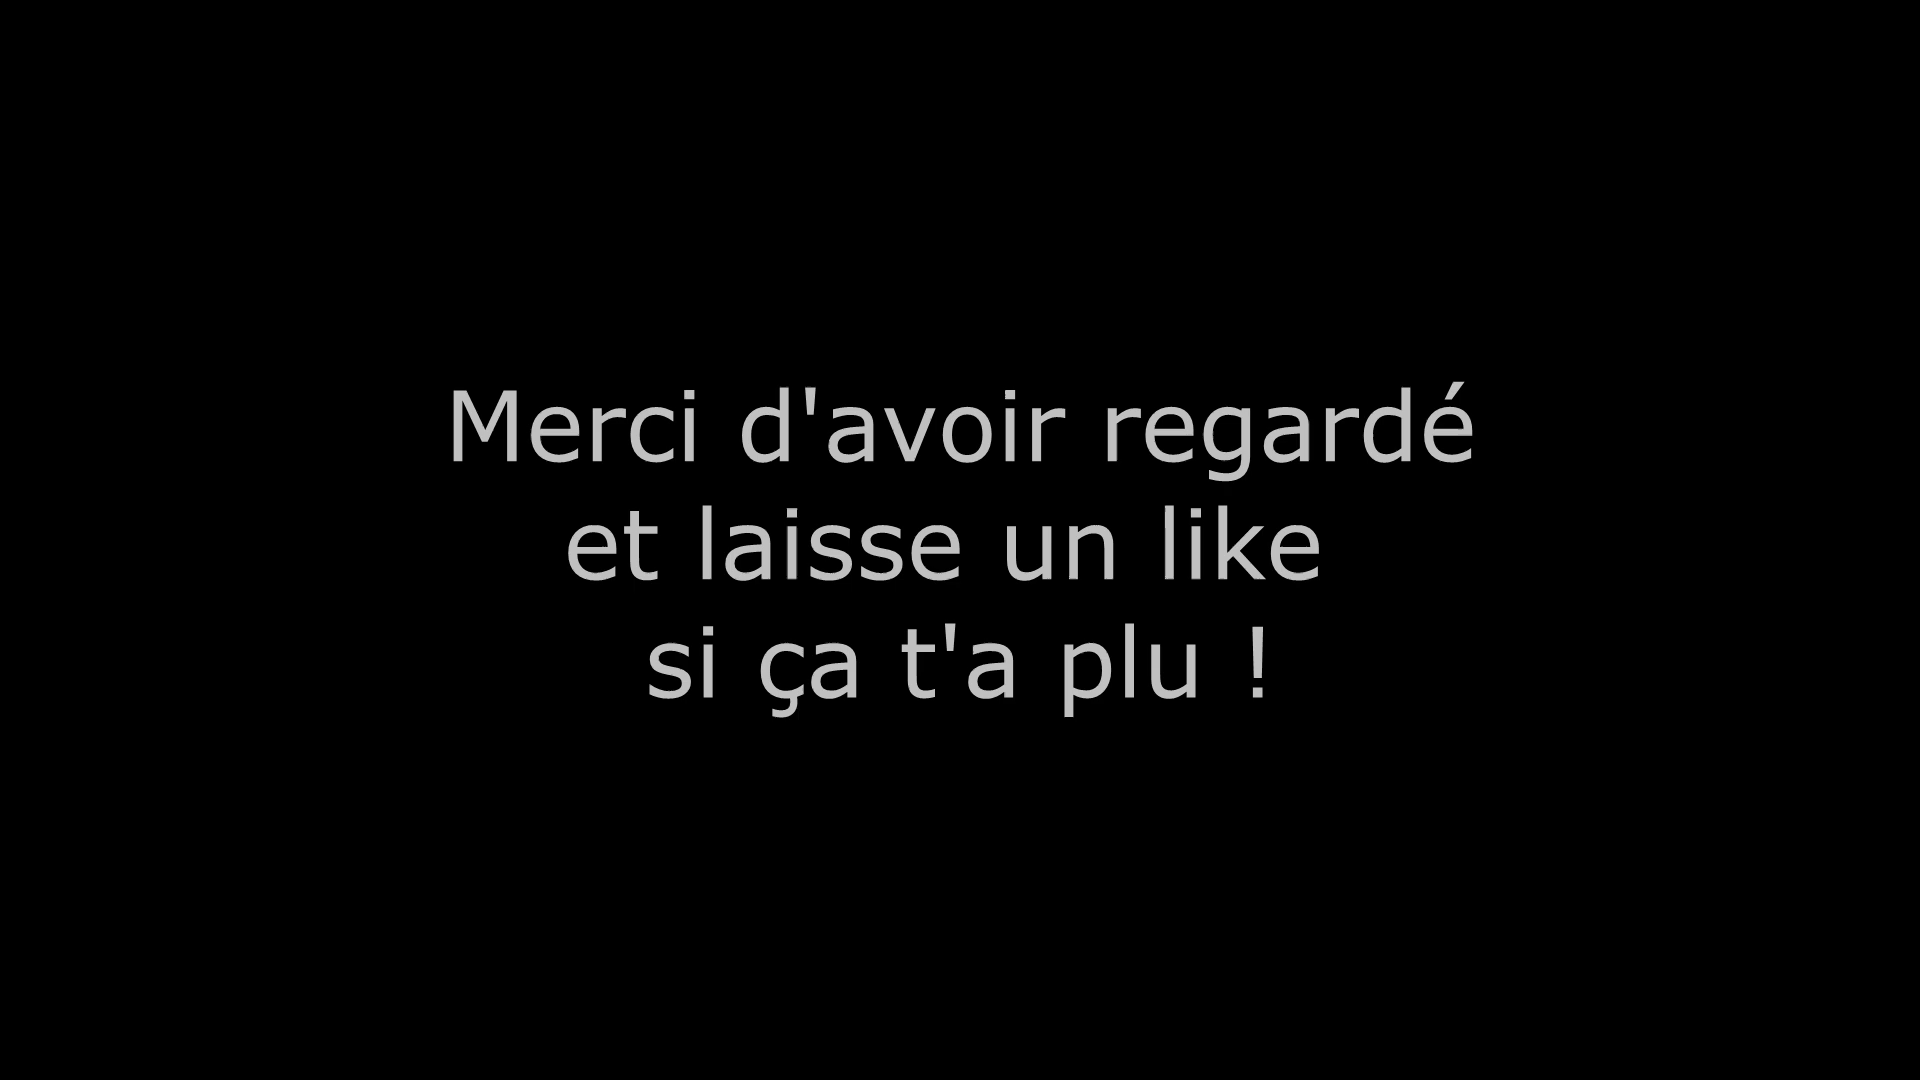 Merci d'avoir regardé
et laisse un like
si ça t'a plu !